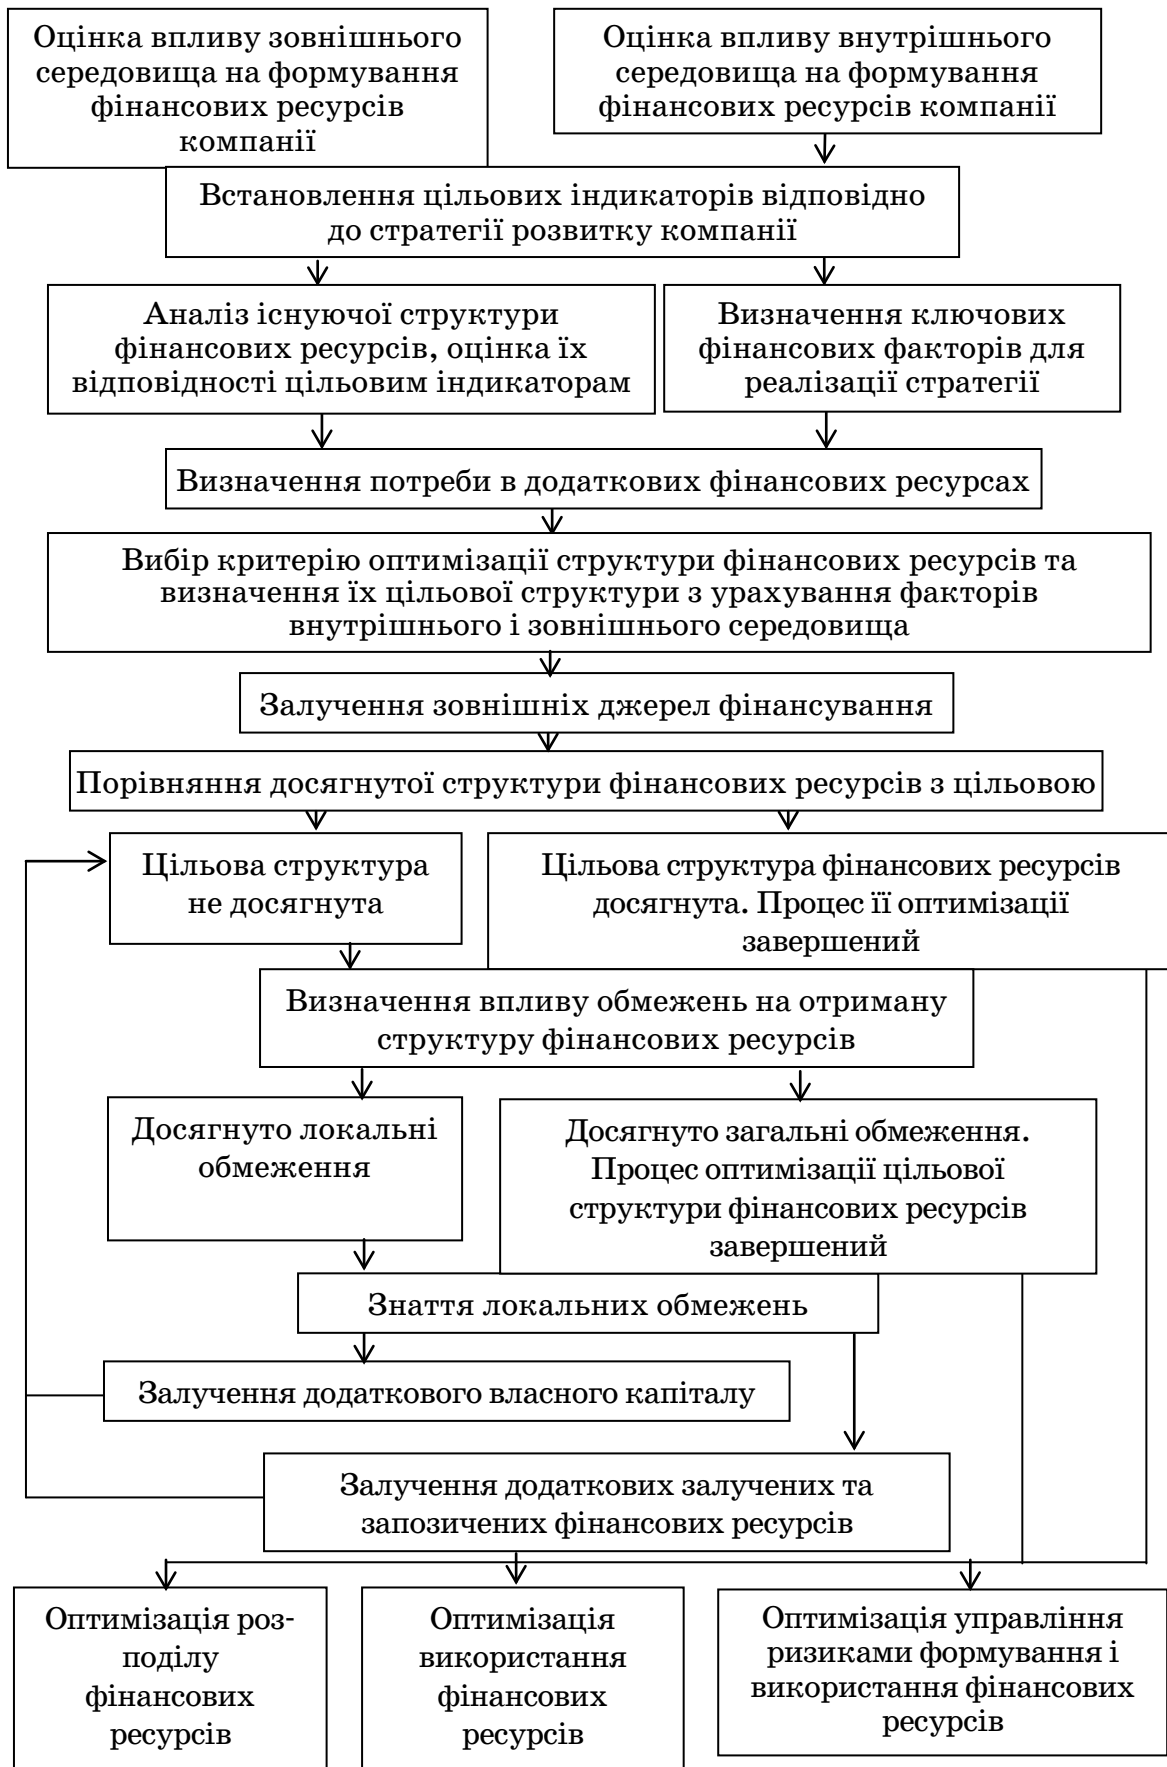 Оцінка впливу зовнішнього
середовища на формування
фінансових ресурсів
компанії
Оцінка впливу внутрішнього
середовища на формування
фінансових ресурсів компанії
Встановлення цільових індикаторів відповідно
до стратегії розвитку компанії
Аналіз існуючої структури
фінансових ресурсів, оцінка їх
відповідності цільовим індикаторам
Визначення ключових
фінансових факторів для
реалізації стратегії
Визначення потреби в додаткових фінансових ресурсах
Вибір критерію оптимізації структури фінансових ресурсів та
визначення їх цільової структури з урахування факторів
внутрішнього і зовнішнього середовища
Залучення зовнішніх джерел фінансування
Порівняння досягнутої структури фінансових ресурсів з цільовою
Цільова структура
не досягнута
Цільова структура фінансових ресурсів
досягнута. Процес її оптимізації
завершений
Визначення впливу обмежень на отриману
структуру фінансових ресурсів
Досягнуто локальні
обмеження
Досягнуто загальні обмеження.
Процес оптимізації цільової
структури фінансових ресурсів
завершений
Знаття локальних обмежень
Залучення додаткового власного капіталу
Залучення додаткових залучених та
запозичених фінансових ресурсів
Оптимізація роз-
поділу
фінансових
ресурсів
Оптимізація
використання
фінансових
ресурсів
Оптимізація управління
ризиками формування і
використання фінансових
ресурсів